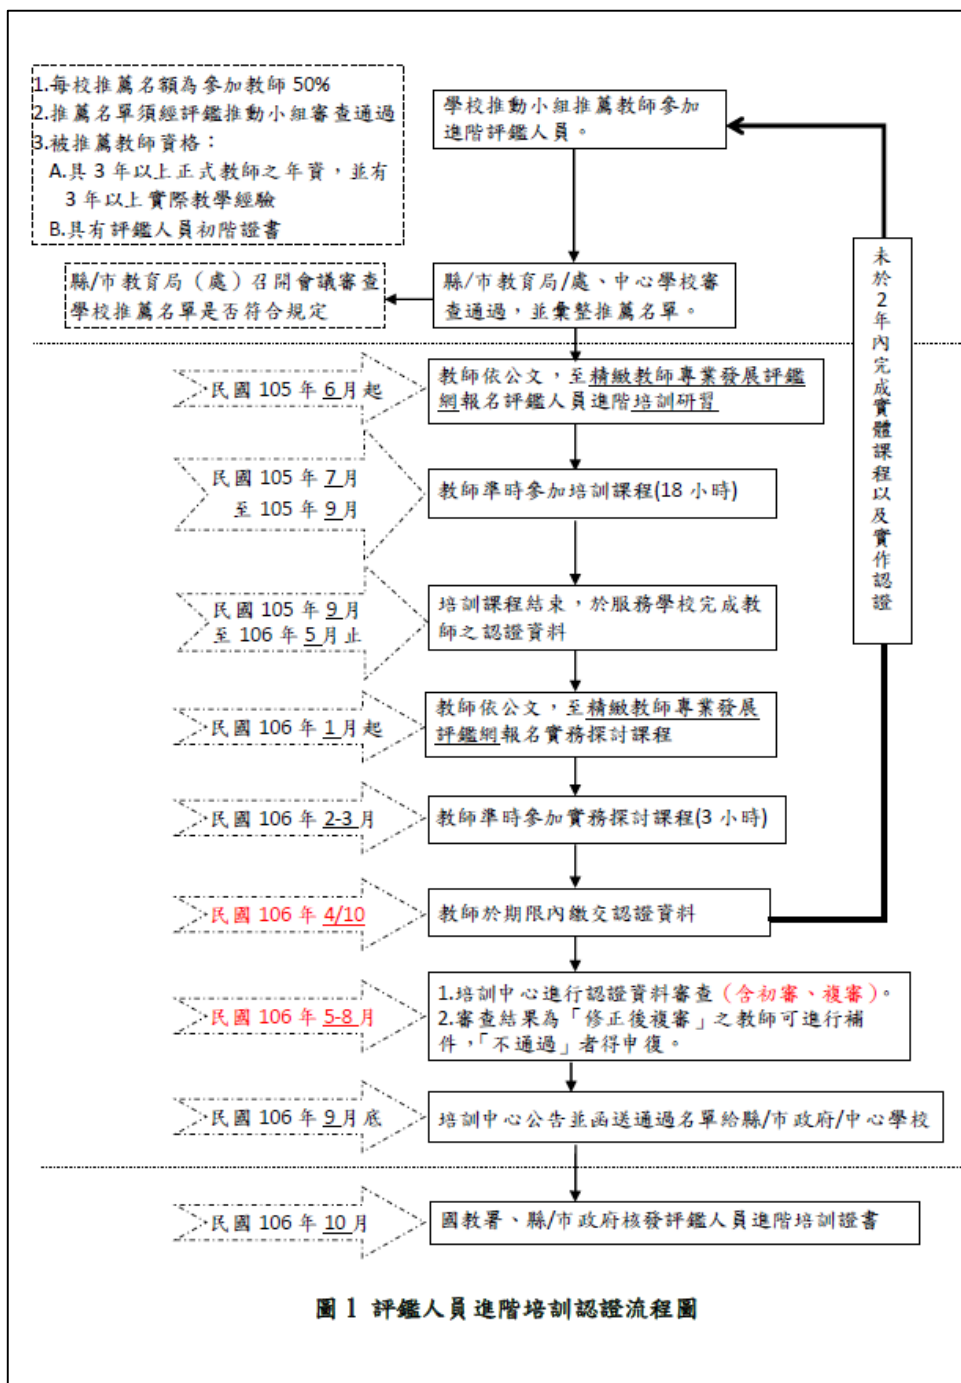 1.每校推薦名額為參加教師 50%
2.推薦名單須經評鑑推動小組審查通過
3.被推薦教師資格：
A.具 3 年以上正式教師之年資，並有
3 年以上實際教學經驗
B.具有評鑑人員初階證書
學校推動小組推薦教師參加
進階評鑑人員。
縣/市教育局（處）召開會議審查
學校推薦名單是否符合規定
縣/市教育局/處、中心學校審
查通過，並彙整推薦名單。
未於2年內完成實體課程以及實作認證
民國 105 年 6 月起
教師依公文，至精緻教師專業發展評鑑
網報名評鑑人員進階培訓研習
民國 105 年 7 月
至 105 年 9 月
教師準時參加培訓課程(18 小時)
民國 105 年 9 月
至 106 年 5 月止
培訓課程結束，於服務學校完成教
師之認證資料
民國 106 年 1 月起
教師依公文，至精緻教師專業發展
評鑑網報名實務探討課程
民國 106 年 2-3 月
教師準時參加實務探討課程(3 小時)
民國 106 年 4/10
教師於期限內繳交認證資料
民國 106 年 5-8 月
1.培訓中心進行認證資料審查（含初審、複審）。
2.審查結果為「修正後複審」之教師可進行補
件，「不通過」者得申復。
民國 106 年 9 月底
培訓中心公告並函送通過名單給縣/市政府/中心學校
民國 106 年 10 月
國教署、縣/市政府核發評鑑人員進階培訓證書
圖 1 評鑑人員進階培訓認證流程圖